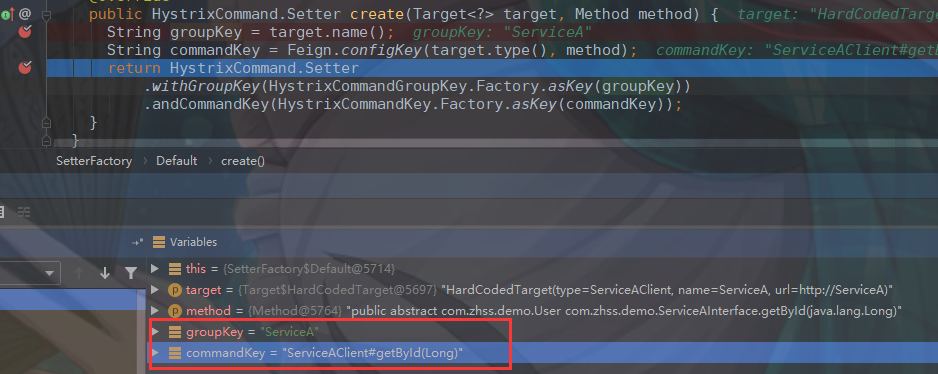 @Override
public HystrixCommand.Setter create(Target<?> target, Method method) { target: "HardCodedTarge
String groupKey = target.name(); groupKey: "ServiceA"
String commandKey = Feign.configKey(target.type(), method); commandKey: "ServiceAClient#getB
return HystrixCommand.Setter
.withGroupKey(HystrixCommandGroupKey.Factory.asKey(groupKey))
.andCommandKey(HystrixCommandKey.Factory.asKey(commandKey));
}
}
SetterFactory > Default > create()
Variables
this = {SetterFactory$Default@5714}
target = {Target$HardCodedTarget@5697} "HardCodedTarget(type=ServiceAClient, name=ServiceA, url=http://ServiceA)"
method = {Method@5764} "public abstract com.zhss.demo.User com.zhss.demo.ServiceAInterface.getById(java.lang.Long)"
groupKey = "ServiceA"
commandKey = "ServiceAClient#getById(Long)"